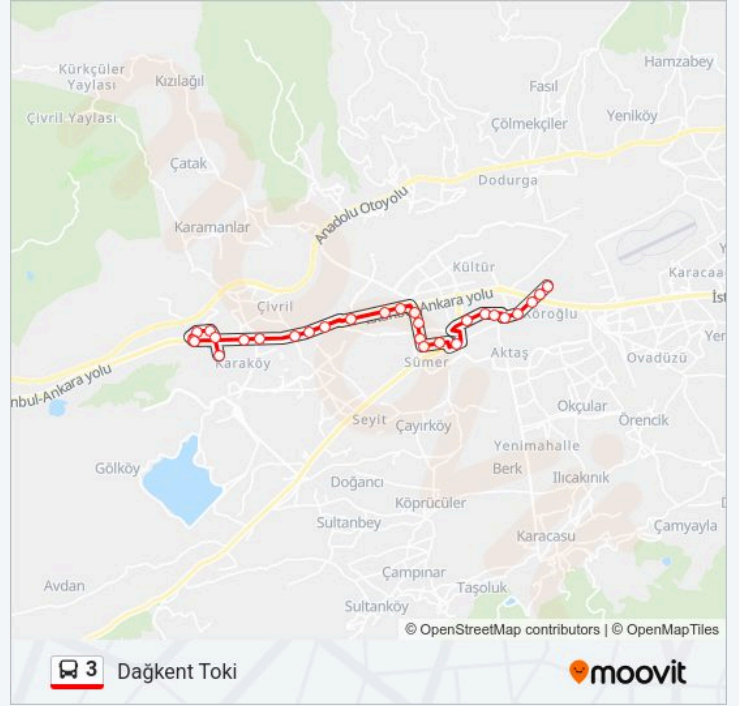 Hamzabey
Kürkçüler
Yaylası
Kızılağıl
Fasıl
Çivril Yaylası
Çölmekçiler
Yeniköy
Çatak
Dodurga
Anadolu Otoyolu
Karamanlar
Kültür
Karacaa
Çivril
Ankara yolu
İst
Köroğlu
Yer
Karaköy
Sümer
Aktaş
Ovadüzü
nbul-Ankara yolu
Okçular
Seyit
Çayırköy
Örencik
Yenimahalle
Gölköy
Berk
Ilıcakınık
Doğancı
Köprücüler
Sultanbey
Çamyayla
Karacasu
Çampınar
Avdan
Taşoluk
Sultanköy
© OpenStreetMap contributors | © OpenMapTiles
3 Dağkent Toki
moovit